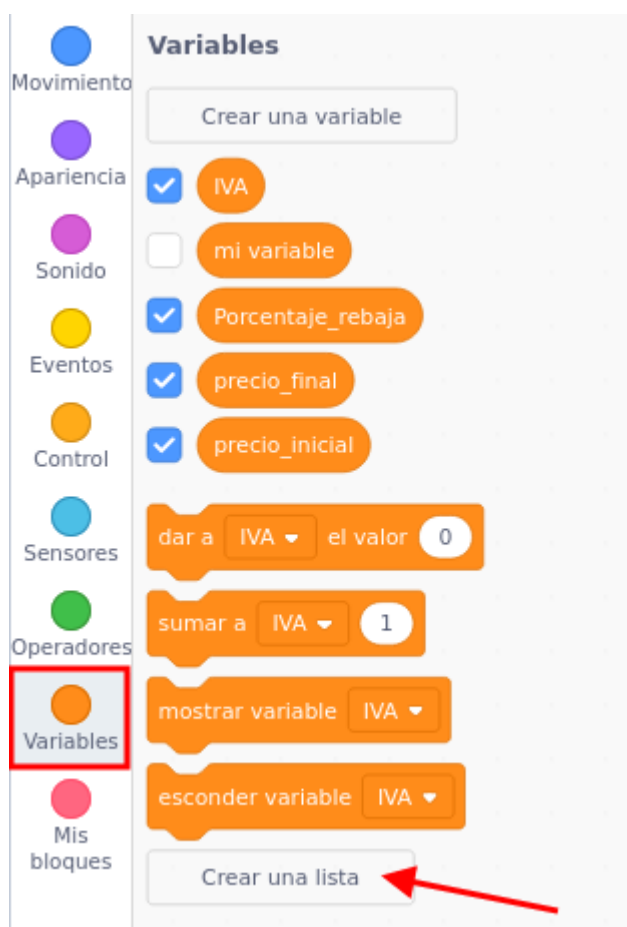 Movimiento
Apariencia
Sonido
Eventos
Control
Sensores
Operadores
Variables
Mis
bloques
Variables
Crear una variable
IVA
mi variable
Porcentaje_rebaja
precio_final
precio_inicial
dar a IVA el valor 0
sumar a IVA 1
mostrar variable IVA
esconder variable IVA
Crear una lista